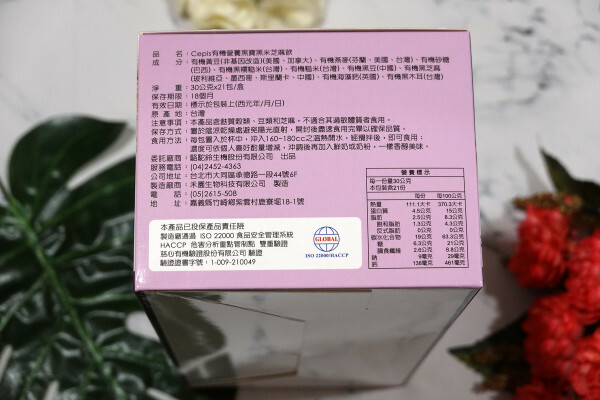 品　　名：Cepis有機營養黑寶黑米芝麻飲
成　　分：有機黃豆(非基因改造)(美國、加拿大)、有機燕麥(芬蘭、美國、台灣)、有機砂糖
(巴西)、有機黑糯糙米(台灣)、有機糙米(台灣)、有機黑豆(中國)、有機黑芝麻
(玻利維亞、墨西哥、斯里蘭卡、中國)、有機海藻鈣(英國)、有機黑木耳(台灣)
淨　　重：30公克x21包/盒
保存期限：18個月
有效日期：標示於包裝上(西元年/月/日)
原 產 地：台灣
注意事項：本產品含麩質穀類、豆類和芝麻，不適合其過敏體質者食用。
保存方式：置於陰涼乾燥處避免陽光直射，開封後盡速食用完畢以確保品質。
食用方法：每包置入於杯中，沖入160~180cc之溫熱開水，經攪拌後，即可食用；
濃度可依個人喜好酌量增減，沖調後再加入鮮奶或奶粉，一樣香醇美味。
委託廠商：鉻鉝鉨生機股份有限公司　出品
服務電話：(04)2452-4363
地　　址：台北市大同區承德路一段44號6F
製造廠商：禾薑生物科技有限公司　製造
電　　話：(05)2615-508
地　　址：嘉義縣竹崎鄉紫雲村鹿寮堀18-1號
本產品已投保產品責任險
製造廠通過 ISO 22000 食品安全管理系統
HACCP 危害分析重點管制點 雙重驗證
慈心有機驗證股份有限公司 驗證
驗證證書字號：1-009-210049
GLOBAL
ISO 22000/HACCP
營養標示
每一份量30公克
本包裝含21份
每份　每100公克
熱量　111.1大卡　370.3大卡
蛋白質　4.5公克　15公克
脂肪　2.5公克　8.3公克
飽和脂肪　1.3公克　4.3公克
反式脂肪　0公克　0公克
碳水化合物　19公克　63.3公克
糖　6.3公克　21公克
膳食纖維　2.6公克　8.8公克
鈉　9毫克　29毫克
鈣　138毫克　461毫克